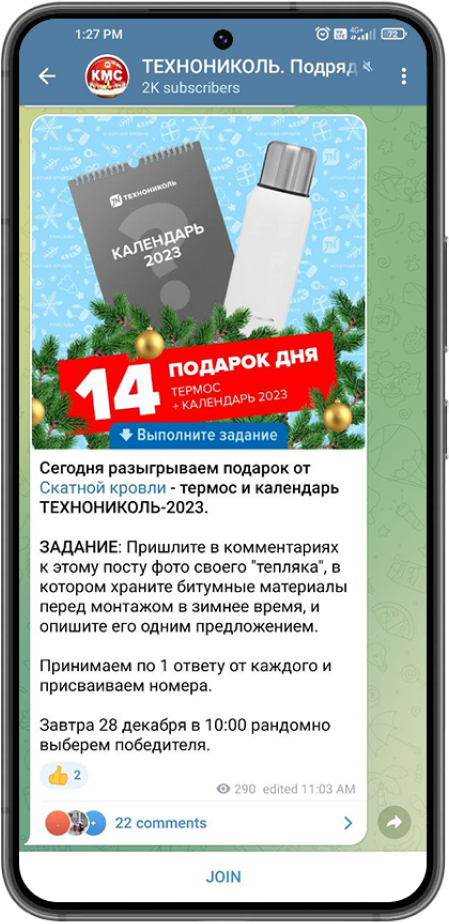 1:27 PM
4G+
72
КМС
ТЕХНОНИКОЛЬ. Подряд
2K subscribers
ТЕХНОНИКОЛЬ
КАЛЕНДАРЬ
2023
?
14
ПОДАРОК ДНЯ
ТЕРМОС
+ КАЛЕНДАРЬ 2023
Выполните задание
Сегодня разыгрываем подарок от
Скатной кровли - термос и календарь
ТЕХНОНИКОЛЬ-2023.
ЗАДАНИЕ: Пришлите в комментариях
к этому посту фото своего "тепляка", в
котором храните битумные материалы
перед монтажом в зимнее время, и
опишите его одним предложением.
Принимаем по 1 ответу от каждого и
присваиваем номера.
Завтра 28 декабря в 10:00 рандомно
выберем победителя.
2
290 edited 11:03 AM
22 comments
JOIN